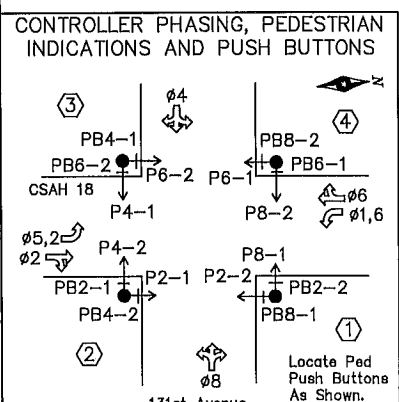 CONTROLLER PHASING, PEDESTRIAN
INDICATIONS AND PUSH BUTTONS
N
3
ø4
4
PB4-1
PB8-2
PB6-2
P6-2
P6-1
PB6-1
CSAH 18
P4-1
P8-2
ø6
ø1,6
ø5,2
ø2
P4-2
P8-1
P2-1
P2-2
PB2-1
PB2-2
PB4-2
PB8-1
2
1
ø8
Locate Ped
Push Buttons
As Shown.
131st Avenue